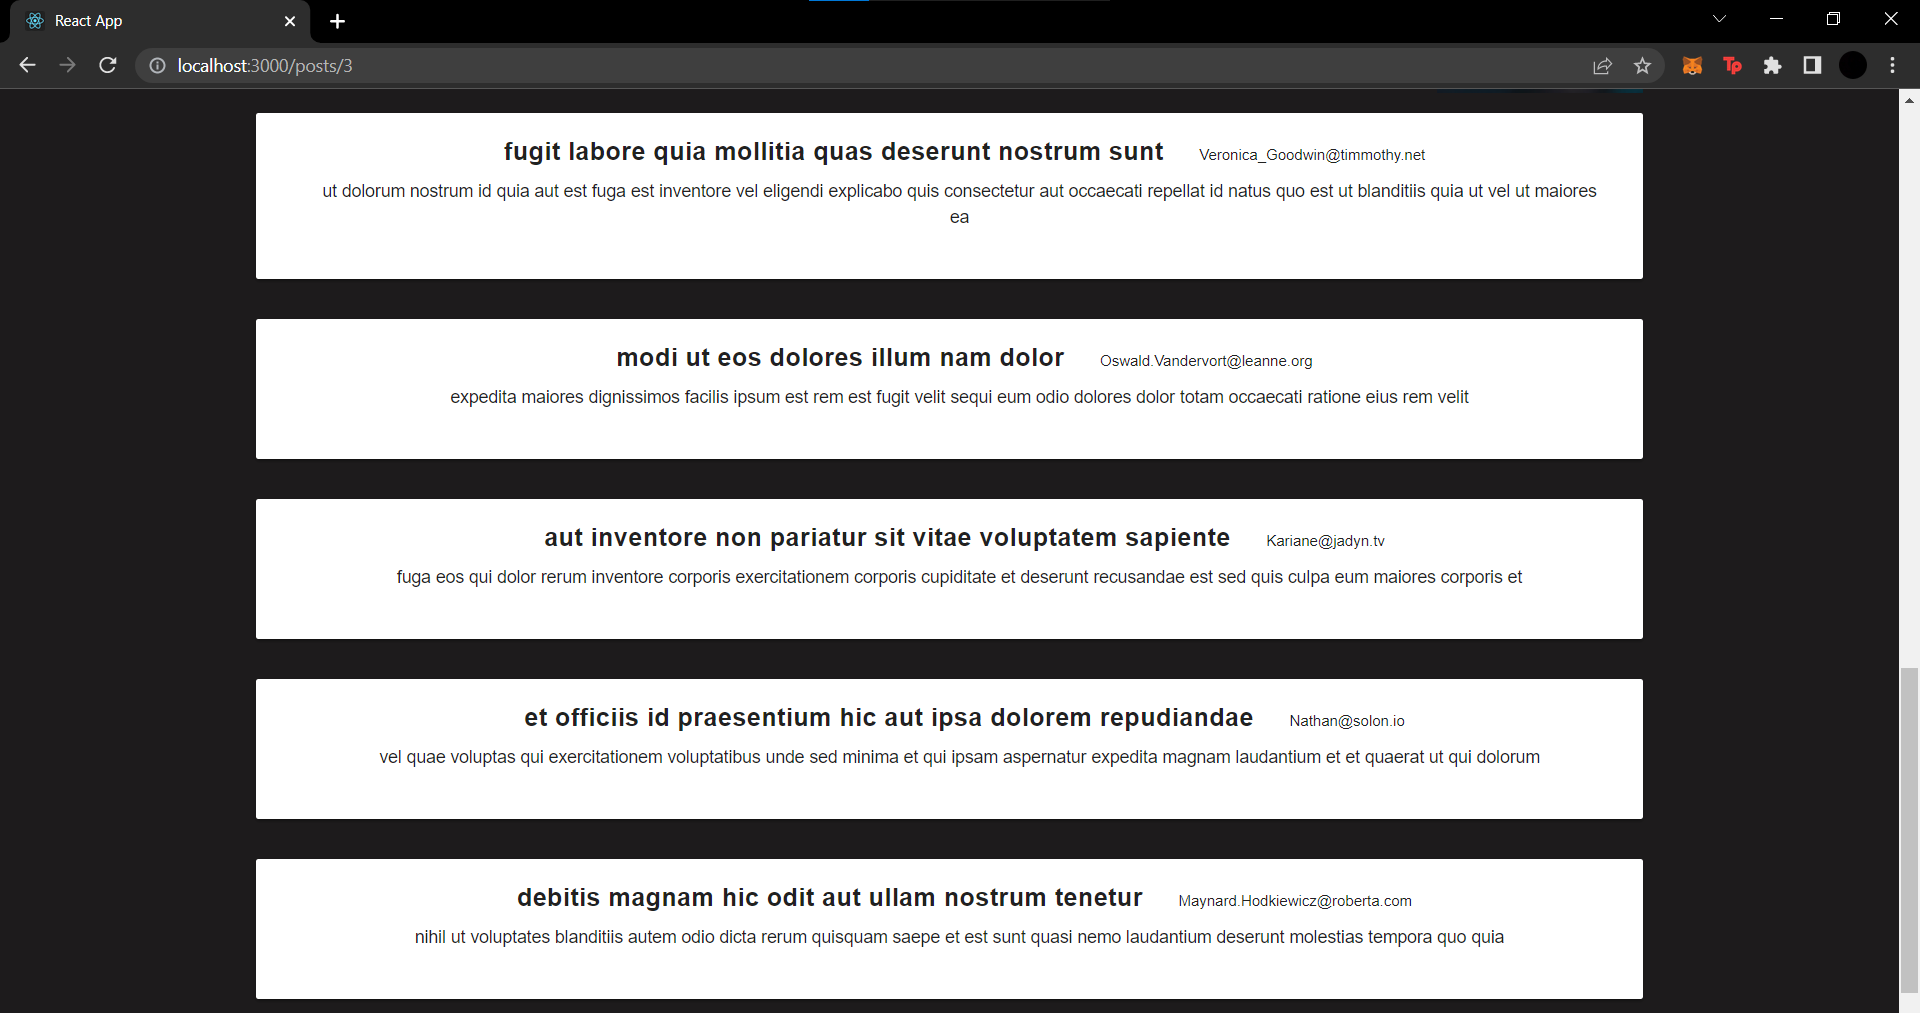 React App
localhost:3000/posts/3
Tp
fugit labore quia mollitia quas deserunt nostrum sunt Veronica_Goodwin@timmothy.net
ut dolorum nostrum id quia aut est fuga est inventore vel eligendi explicabo quis consectetur aut occaecati repellat id natus quo est ut blanditiis quia ut vel ut maiores
ea
modi ut eos dolores illum nam dolor Oswald.Vandervort@leanne.org
expedita maiores dignissimos facilis ipsum est rem est fugit velit sequi eum odio dolores dolor totam occaecati ratione eius rem velit
aut inventore non pariatur sit vitae voluptatem sapiente Kariane@jadyn.tv
fuga eos qui dolor rerum inventore corporis exercitationem corporis cupiditate et deserunt recusandae est sed quis culpa eum maiores corporis et
et officiis id praesentium hic aut ipsa dolorem repudiandae Nathan@solon.io
vel quae voluptas qui exercitationem voluptatibus unde sed minima et qui ipsam aspernatur expedita magnam laudantium et et quaerat ut qui dolorum
debitis magnam hic odit aut ullam nostrum tenetur Maynard.Hodkiewicz@roberta.com
nihil ut voluptates blanditiis autem odio dicta rerum quisquam saepe et est sunt quasi nemo laudantium deserunt molestias tempora quo quia